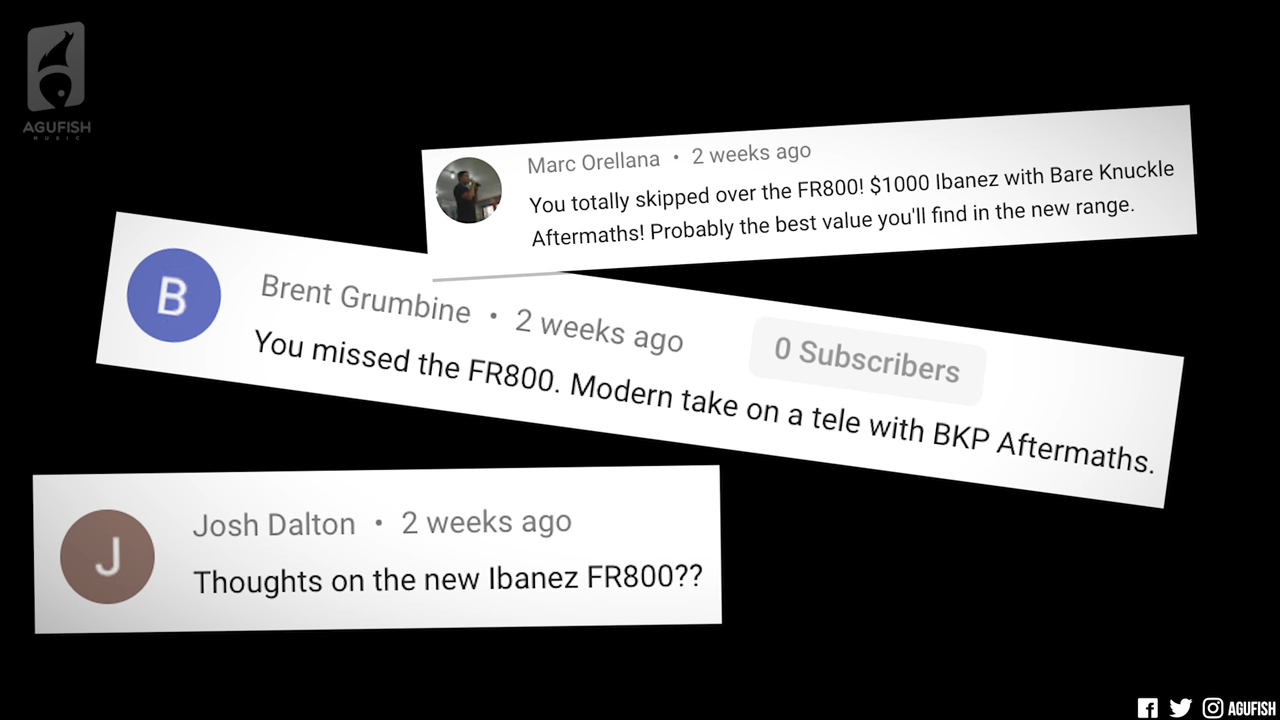 AGUFISH
MUSIC
Marc Orellana • 2 weeks ago
You totally skipped over the FR800! $1000 Ibanez with Bare Knuckle
Aftermaths! Probably the best value you'll find in the new range.
B
Brent Grumbine • 2 weeks ago
0 Subscribers
You missed the FR800. Modern take on a tele with BKP Aftermaths.
J
Josh Dalton • 2 weeks ago
Thoughts on the new Ibanez FR800??
AGUFISH